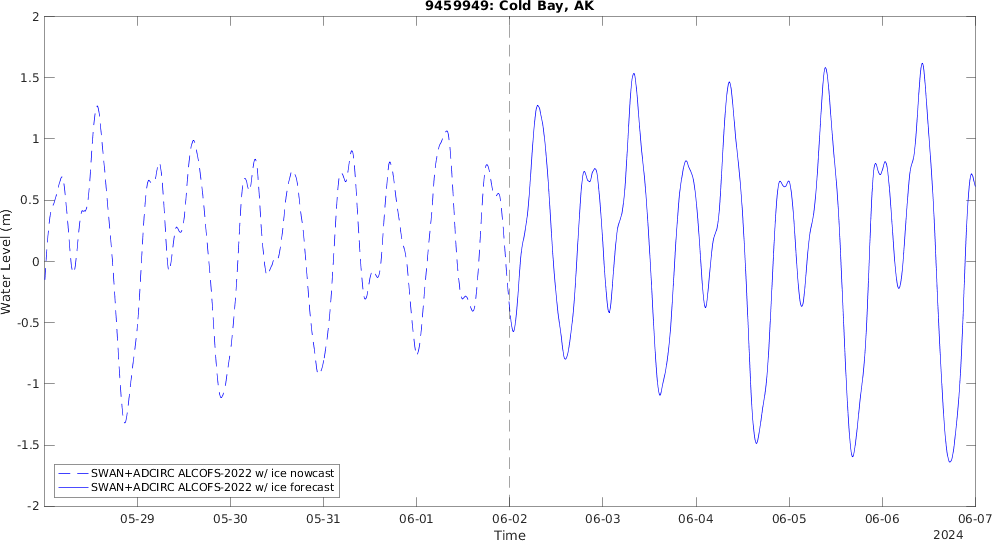 9459949: Cold Bay, AK
2
1.5
1
0.5
0
-0.5
-1
-1.5
-2
Water Level (m)
SWAN+ADCIRC ALCOFS-2022 w/ ice nowcast
SWAN+ADCIRC ALCOFS-2022 w/ ice forecast
05-29 05-30 05-31 06-01 06-02 06-03 06-04 06-05 06-06 06-07
Time
2024